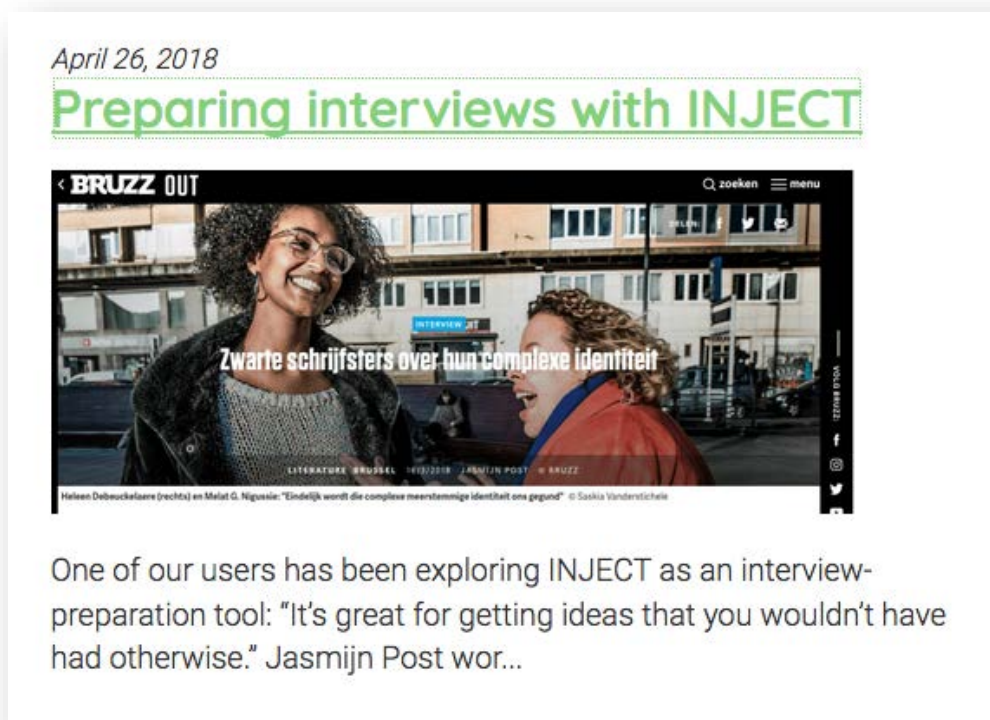 April 26, 2018
Preparing interviews with INJECT
< BRUZZ OUT
zoeken
menu
DELEN:
INTERVIEW
Zwarte schrijfsters over hun complexe identiteit
LITERATURE BRUSSEL JASMIJN POST © BRUZZ
VOLG BRUZZ:
Heleen Debeuckelaere (rechts) en Melat G. Nigussie: "Eindelijk wordt die complexe meerstemmige identiteit ons gegund" © Saskia Vanderstichele
One of our users has been exploring INJECT as an interview-
preparation tool: “It’s great for getting ideas that you wouldn’t have
had otherwise.” Jasmijn Post wor...